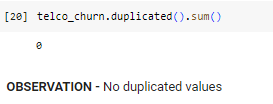 [20] telco_churn.duplicated().sum()
0
OBSERVATION - No duplicated values